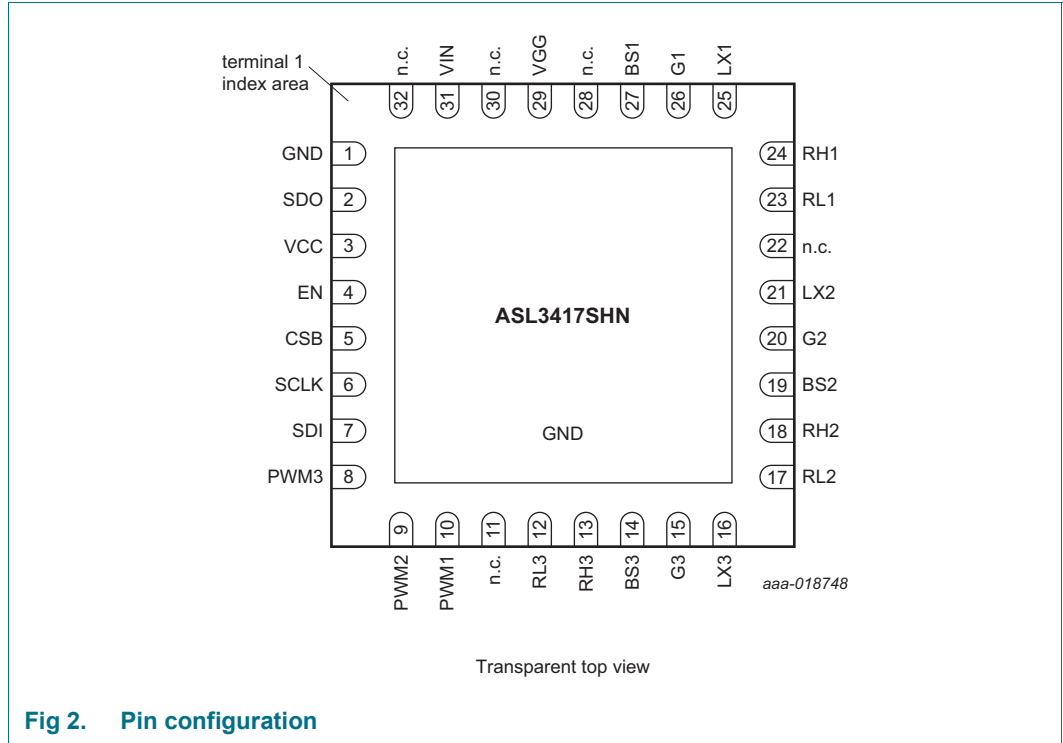 terminal 1
index area
n.c.
VIN
n.c.
VGG
n.c.
BS1
G1
LX1
32
31
30
29
28
27
26
25
GND 1
SDO 2
VCC 3
EN 4
CSB 5
SCLK 6
SDI 7
PWM3 8
24 RH1
23 RL1
22 n.c.
21 LX2
20 G2
19 BS2
18 RH2
17 RL2
ASL3417SHN
GND
9
10
11
12
13
14
15
16
PWM2
PWM1
n.c.
RL3
RH3
BS3
G3
LX3
aaa-018748
Transparent top view
Fig 2. Pin configuration